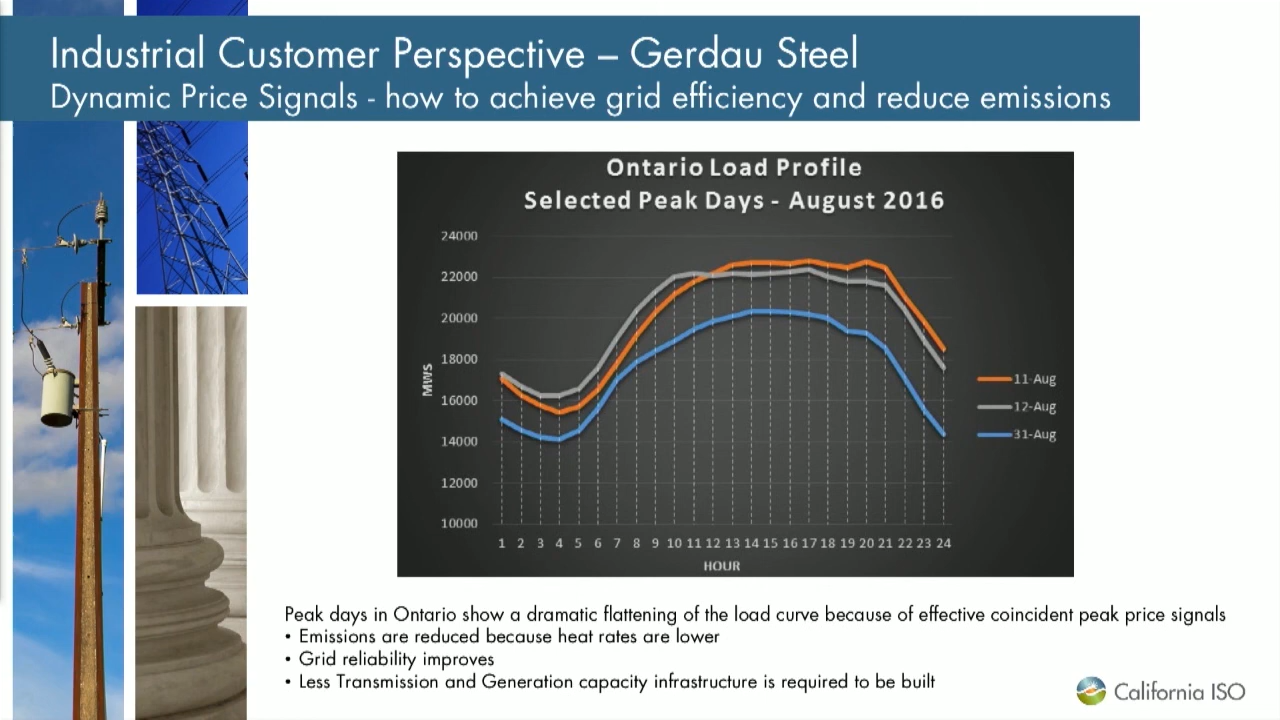 Industrial Customer Perspective – Gerdau Steel
Dynamic Price Signals - how to achieve grid efficiency and reduce emissions
Ontario Load Profile
Selected Peak Days - August 2016
24000
22000
20000
18000
16000
14000
12000
10000
MWS
1 2 3 4 5 6 7 8 9 10 11 12 13 14 15 16 17 18 19 20 21 22 23 24
HOUR
11-Aug
12-Aug
31-Aug
Peak days in Ontario show a dramatic flattening of the load curve because of effective coincident peak price signals
• Emissions are reduced because heat rates are lower
• Grid reliability improves
• Less Transmission and Generation capacity infrastructure is required to be built
California ISO